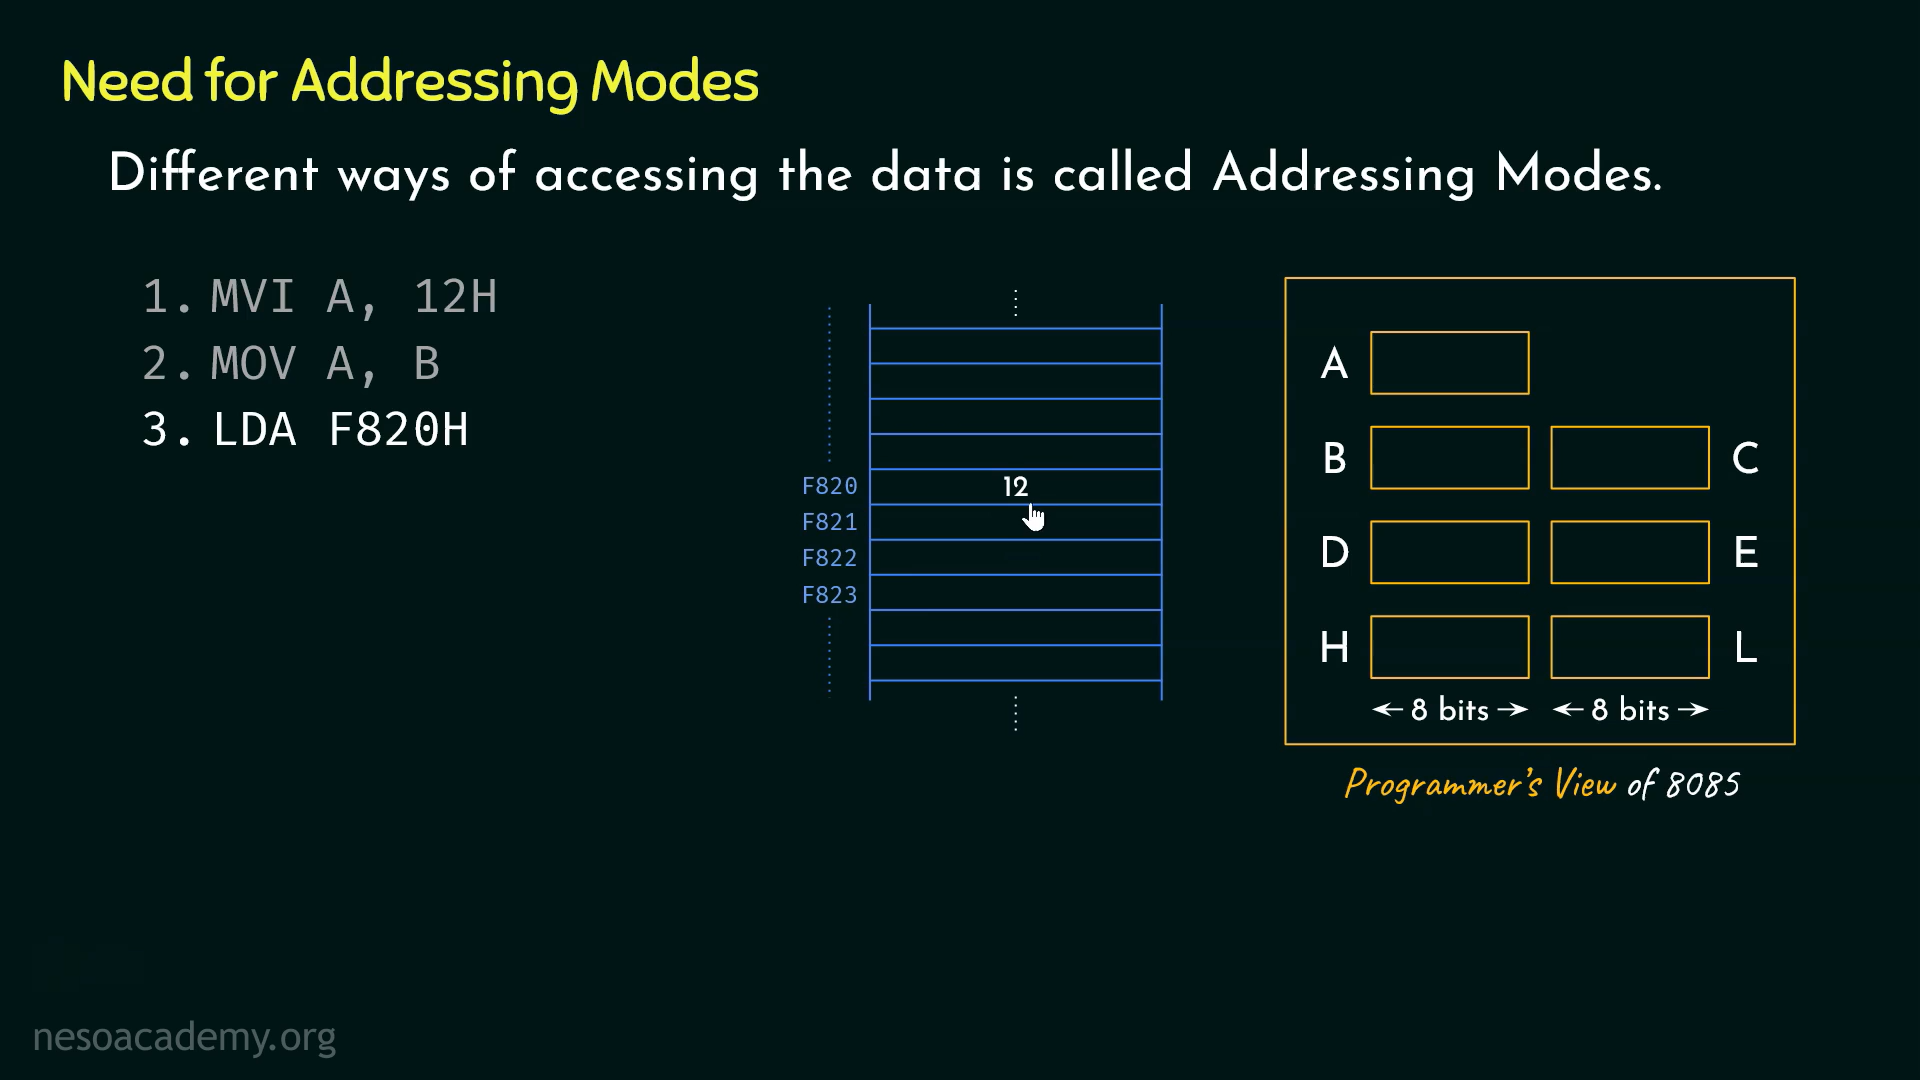 Need for Addressing Modes
Different ways of accessing the data is called Addressing Modes.
1. MVI A, 12H
2. MOV A, B
3. LDA F820H
F820 12
F821
F822
F823
A
B C
D E
H L
8 bits 8 bits
Programmer's View of 8085
nesoacademy.org